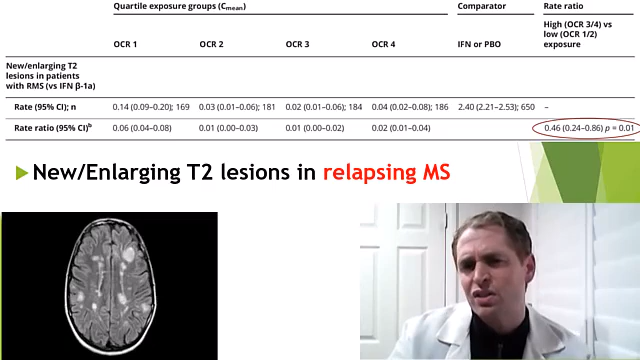 Quartile exposure groups (Cmean) Comparator Rate ratio
OCR 1 OCR 2 OCR 3 OCR 4 IFN or PBO High (OCR 3/4) vs low (OCR 1/2) exposure
New/enlarging T2
lesions in patients
with RMS (vs IFN β-1a)
Rate (95% CI); n 0.14 (0.09–0.20); 169 0.03 (0.01–0.06); 181 0.02 (0.01–0.06); 184 0.04 (0.02–0.08); 186 2.40 (2.21–2.53); 650 –
Rate ratio (95% CI)b 0.06 (0.04–0.08) 0.01 (0.00–0.03) 0.01 (0.00–0.02) 0.02 (0.01–0.04) 0.46 (0.24–0.86) p = 0.01
New/Enlarging T2 lesions in relapsing MS